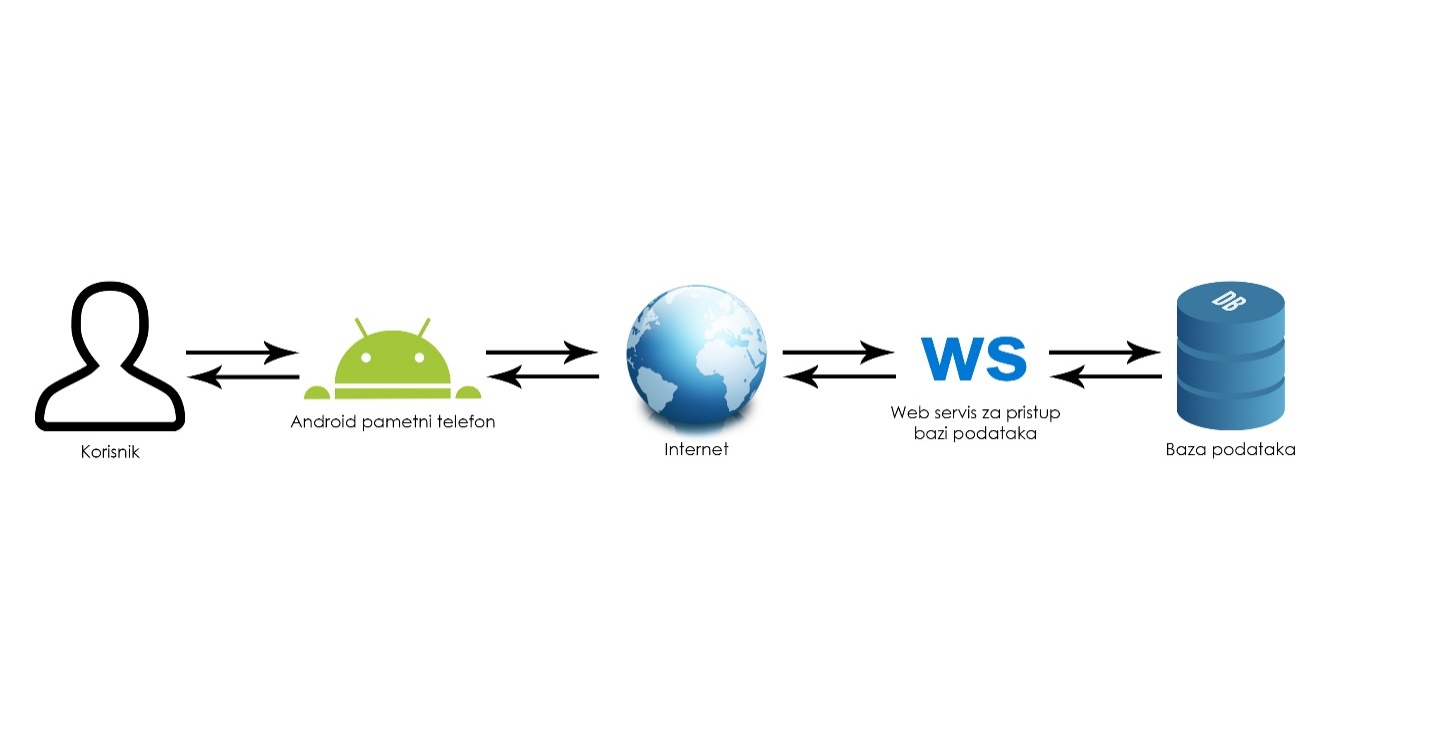 DB
WS
Android pametni telefon
Web servis za pristup
bazi podataka
Korisnik
Internet
Baza podataka